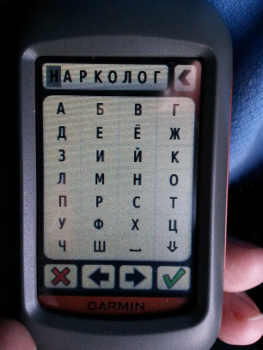 НАРКОЛОГ
А Б В Г
Д Е Ё Ж
З И Й К
Л М Н О
П Р С Т
У Ф Х Ц
Ч Ш
GARMIN